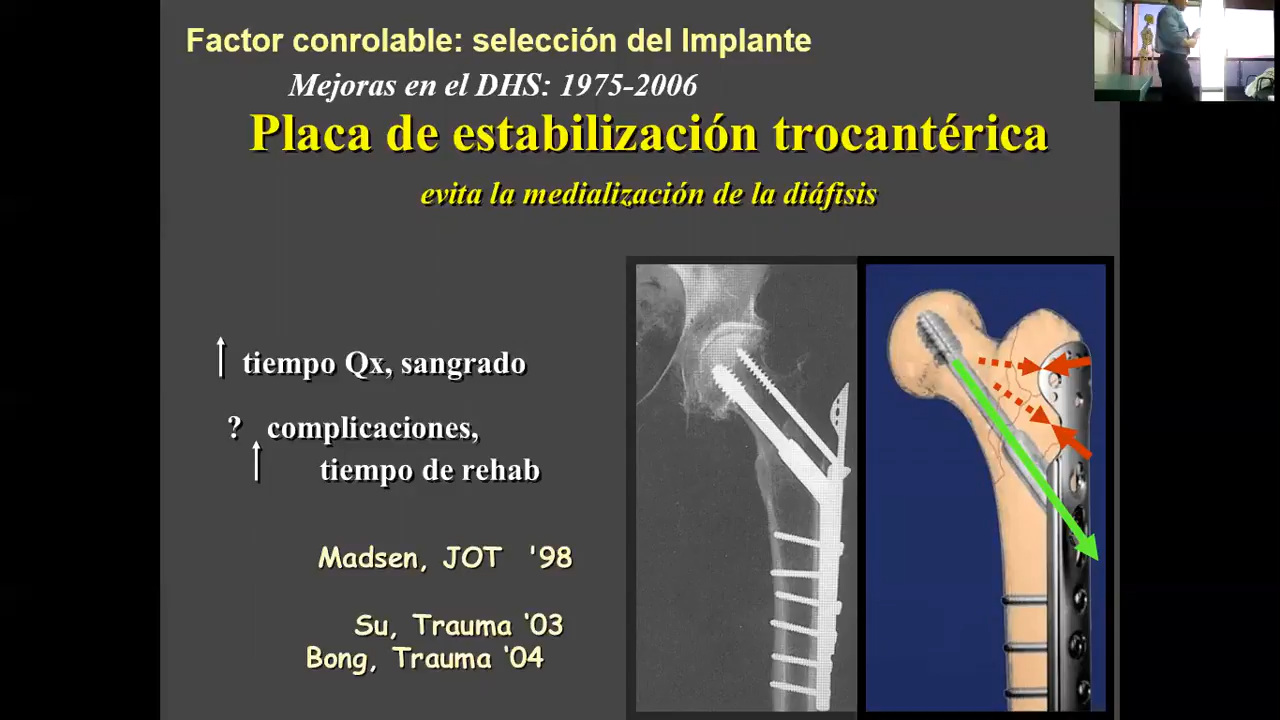 Factor conrolable: selección del Implante
Mejoras en el DHS: 1975-2006
Placa de estabilización trocantérica
evita la medialización de la diáfisis
tiempo Qx, sangrado
? complicaciones,
tiempo de rehab
Madsen, JOT '98
Su, Trauma '03
Bong, Trauma '04